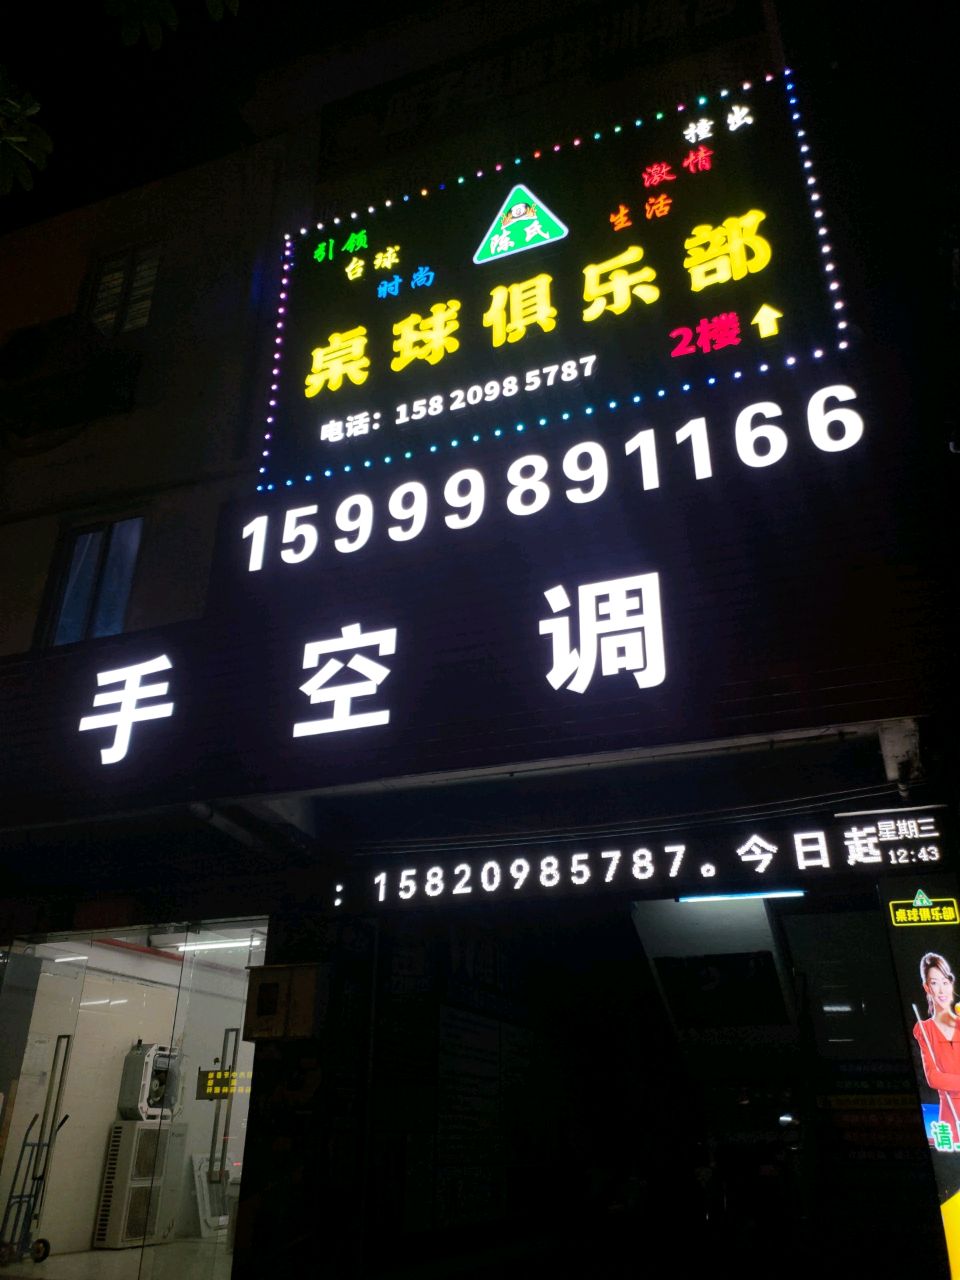 撞出
激情
生活
引领
台球
时尚
陈氏
桌球俱乐部
2楼
电话：158 2098 5787
15999891166
手空调
：15820985787。今日起
星期三
12:43
桌球俱乐部
请